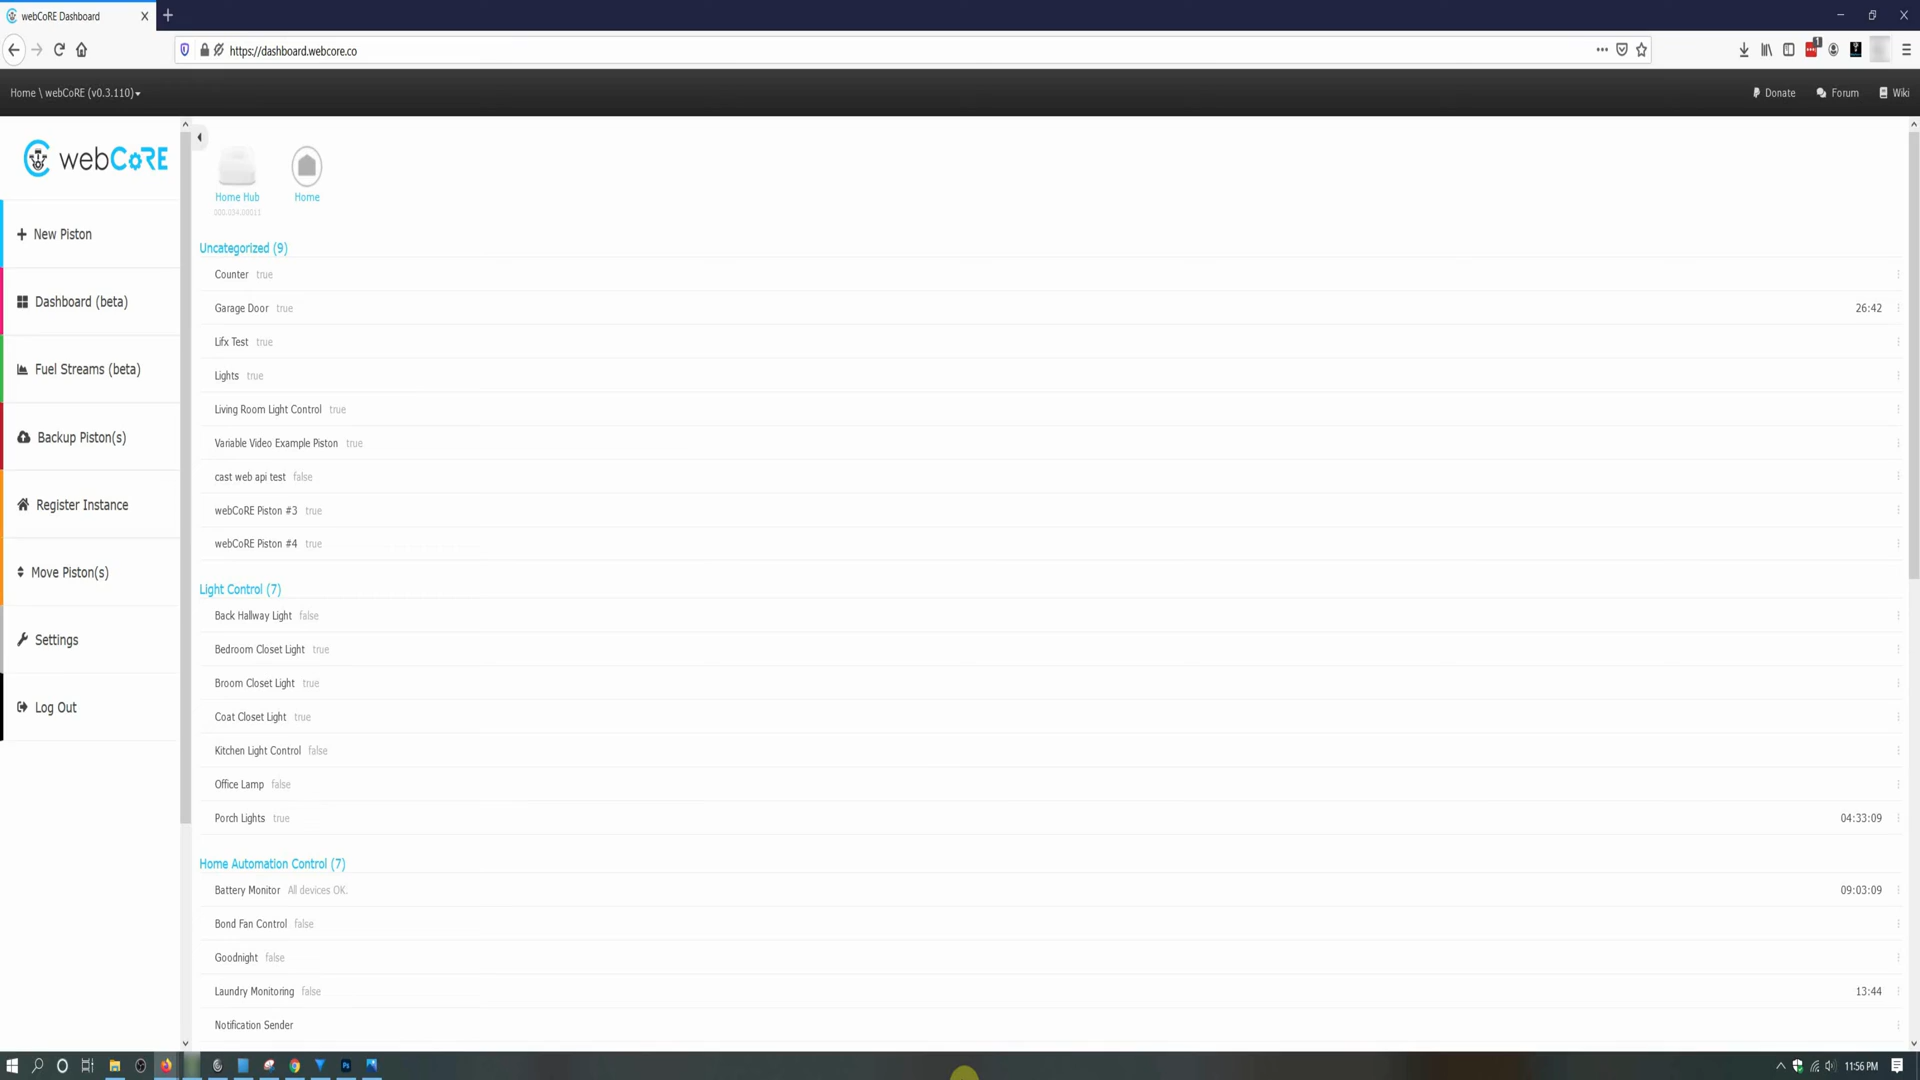 webCoRE Dashboard
https://dashboard.webcore.co
1
Home \ webCoRE (v0.3.110)
Donate
Forum
Wiki
webCoRE
New Piston
Dashboard (beta)
Fuel Streams (beta)
Backup Piston(s)
Register Instance
Move Piston(s)
Settings
Log Out
Home Hub
000.034.00011
Home
Uncategorized (9)
Counter true
Garage Door true 26:42
Lifx Test true
Lights true
Living Room Light Control true
Variable Video Example Piston true
cast web api test false
webCoRE Piston #3 true
webCoRE Piston #4 true
Light Control (7)
Back Hallway Light false
Bedroom Closet Light true
Broom Closet Light true
Coat Closet Light true
Kitchen Light Control false
Office Lamp false
Porch Lights true 04:33:09
Home Automation Control (7)
Battery Monitor All devices OK. 09:03:09
Bond Fan Control false
Goodnight false
Laundry Monitoring false 13:44
Notification Sender
11:56 PM